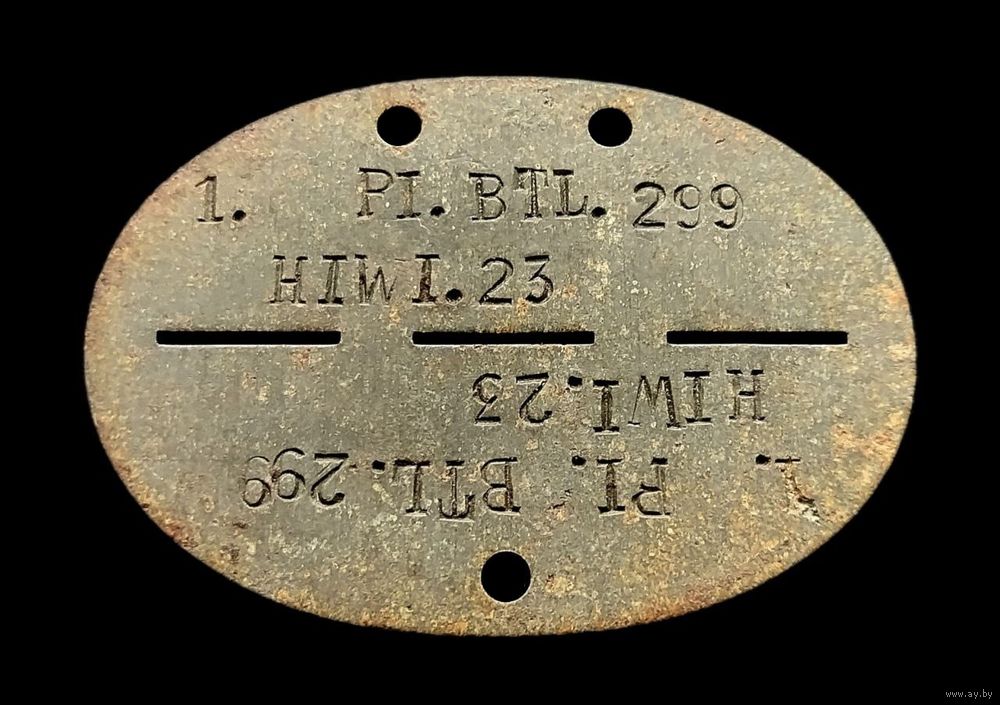 1. PI. BTL. 299
HIWI. 23
HIWI. 23
1. PI. BTL. 299
www.ay.by